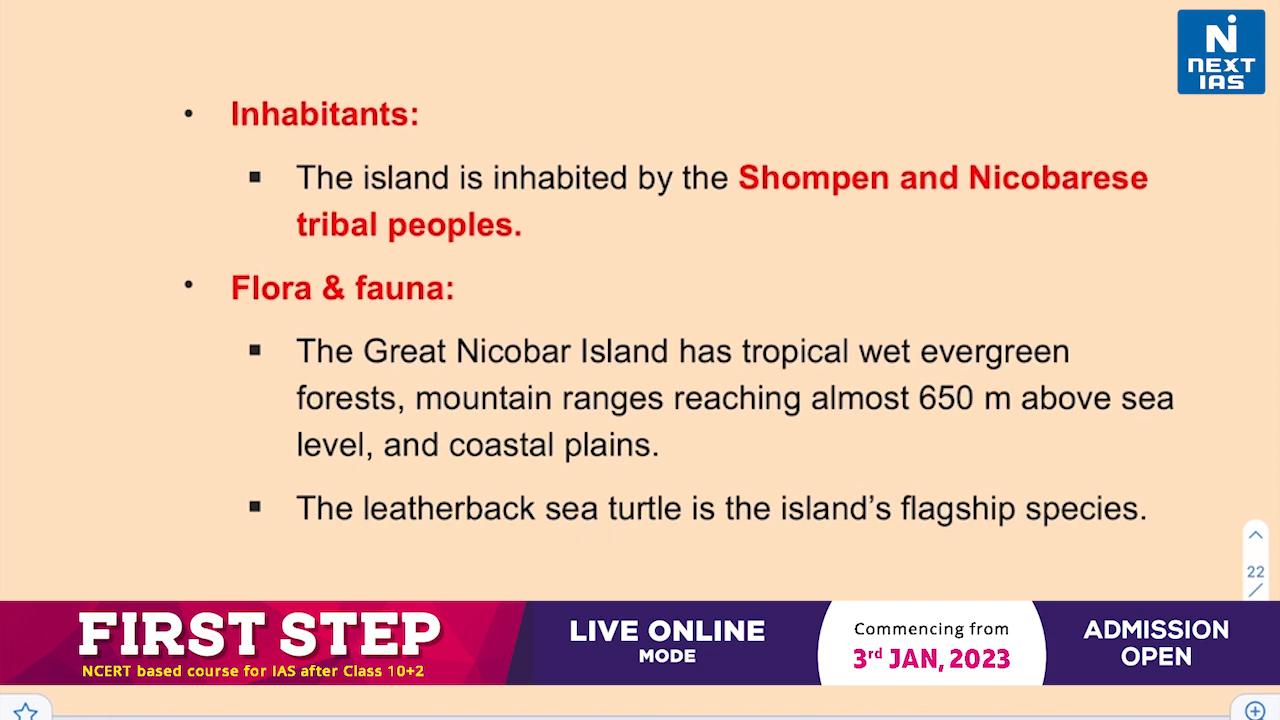 NEXT
IAS
• Inhabitants:
▪ The island is inhabited by the Shompen and Nicobarese
tribal peoples.
• Flora & fauna:
▪ The Great Nicobar Island has tropical wet evergreen
forests, mountain ranges reaching almost 650 m above sea
level, and coastal plains.
▪ The leatherback sea turtle is the island’s flagship species.
22
FIRST STEP
NCERT based course for IAS after Class 10+2
LIVE ONLINE
MODE
Commencing from
3rd JAN, 2023
ADMISSION
OPEN